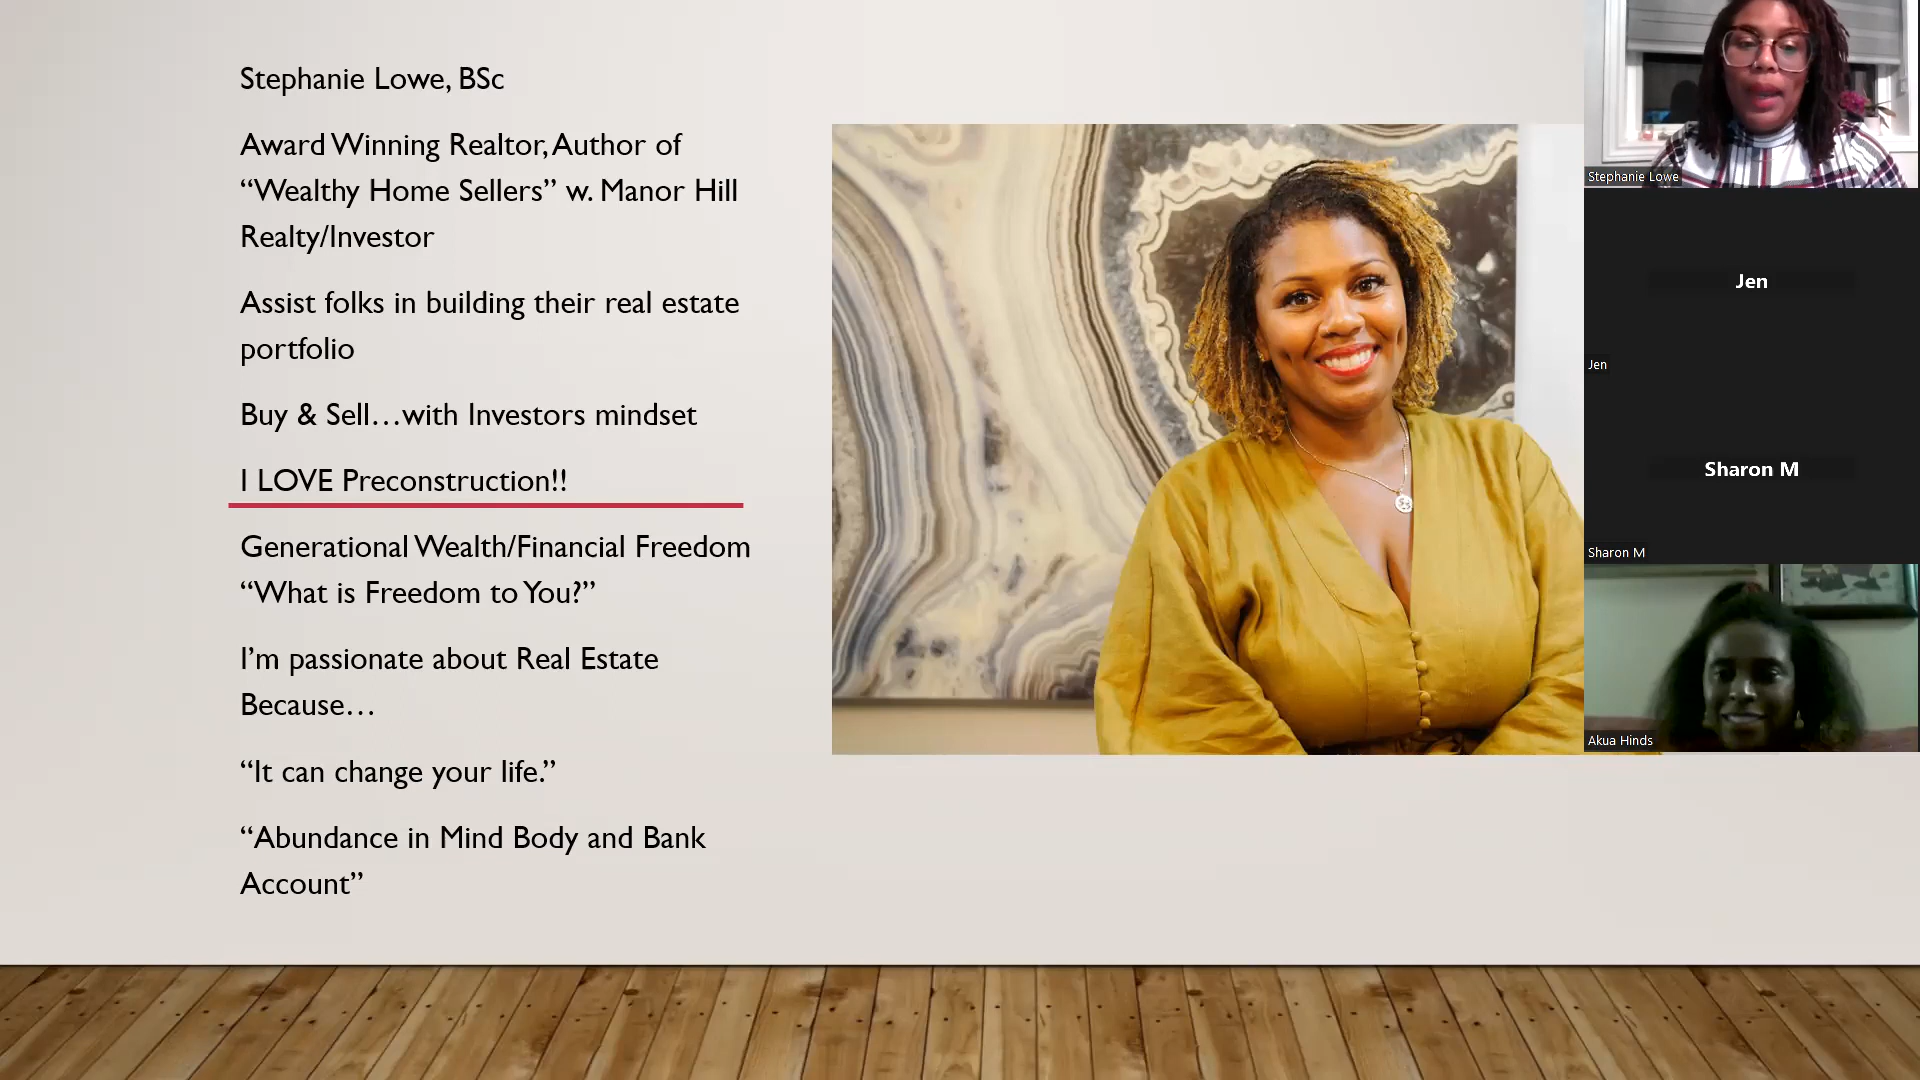 Stephanie Lowe, BSc
Award Winning Realtor, Author of
“Wealthy Home Sellers” w. Manor Hill
Realty/Investor
Assist folks in building their real estate
portfolio
Buy & Sell…with Investors mindset
I LOVE Preconstruction!!
Generational Wealth/Financial Freedom
“What is Freedom to You?”
I’m passionate about Real Estate
Because…
“It can change your life.”
“Abundance in Mind Body and Bank
Account”
Stephanie Lowe
Jen
Jen
Sharon M
Sharon M
Akua Hinds